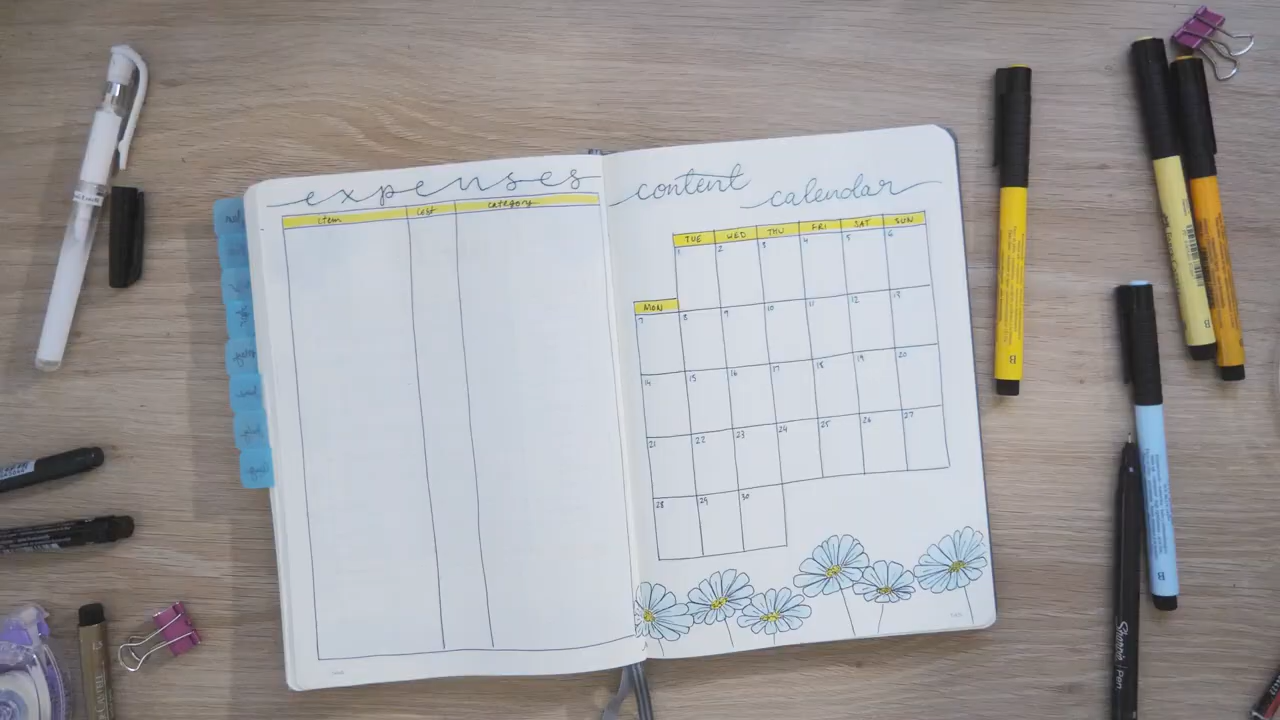 expenses
item cost category
content calendar
TUE WED THU FRI SAT SUN
1 2 3 4 5 6
MON
7 8 9 10 11 12 13
14 15 16 17 18 19 20
21 22 23 24 25 26 27
28 29 30
B
B
B
B
Sharpie Pen